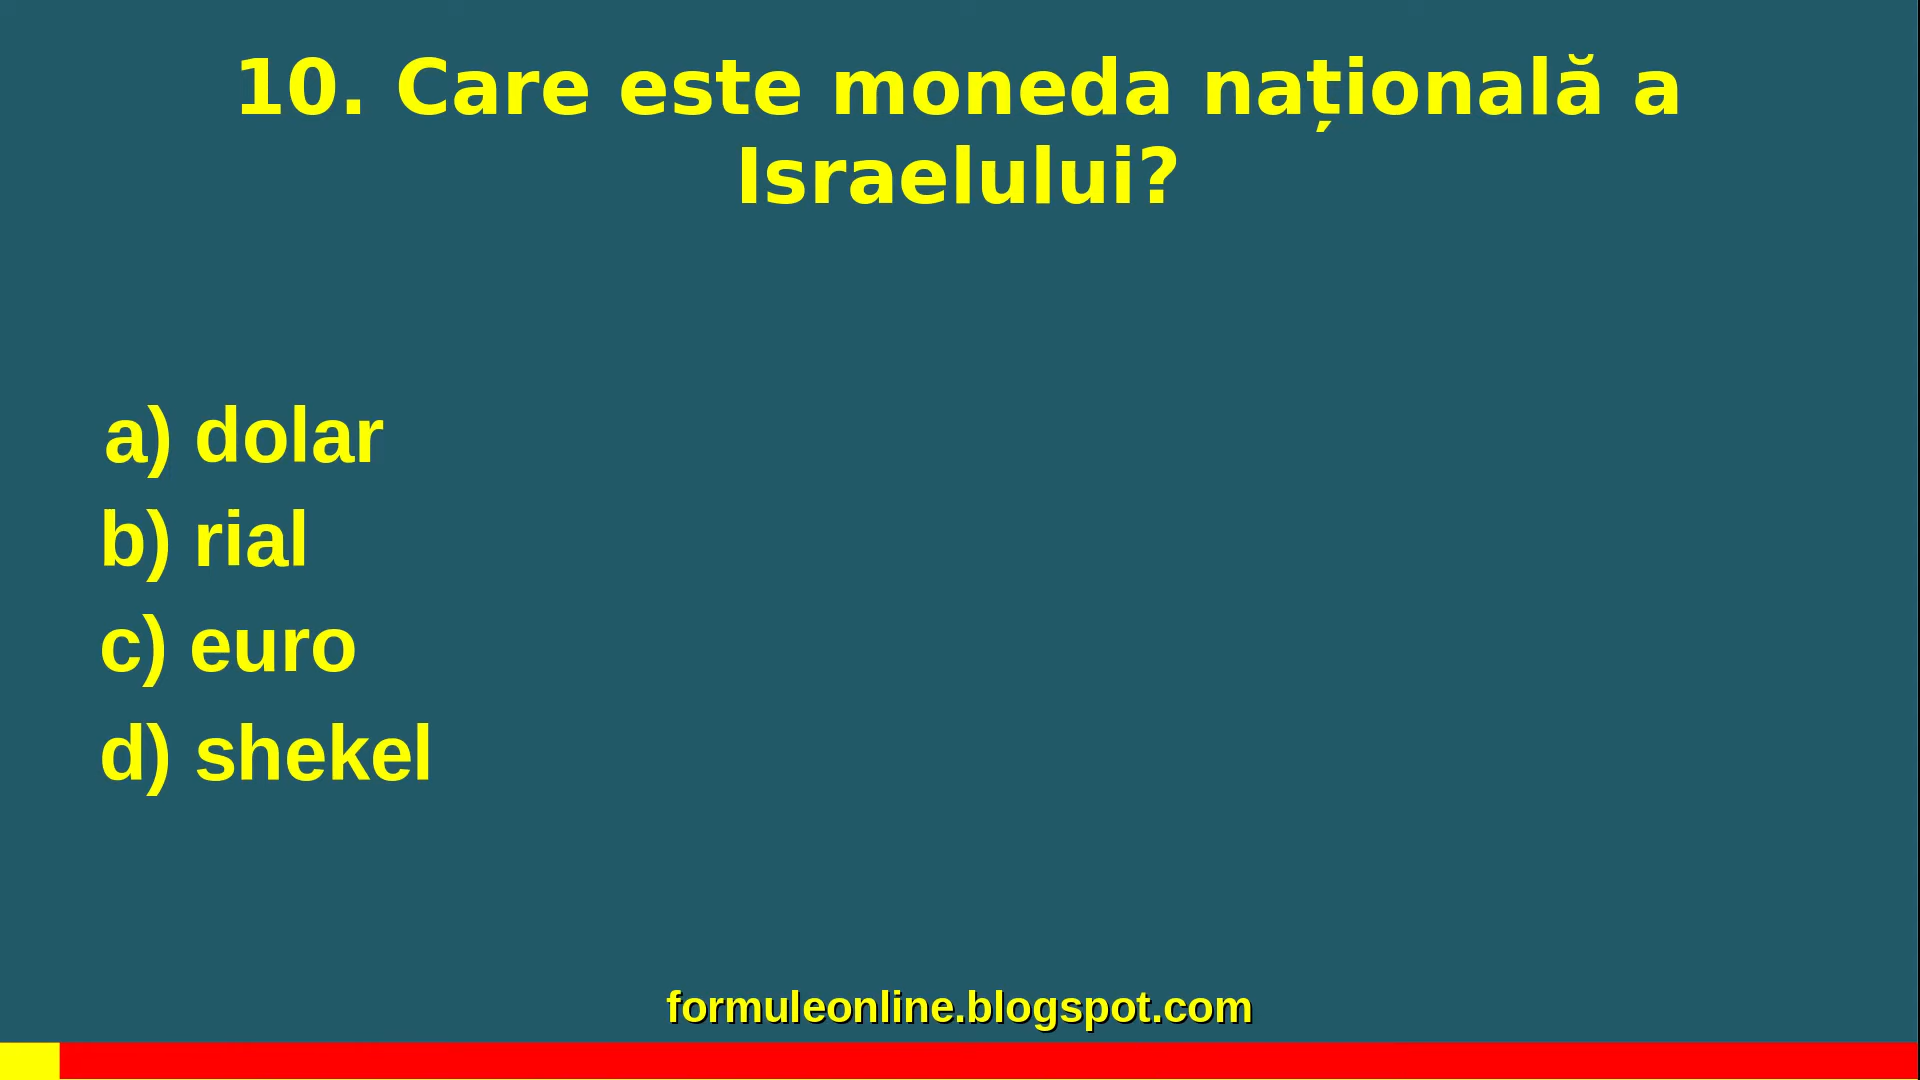 10. Care este moneda națională a
Israelului?
a) dolar
b) rial
c) euro
d) shekel
formuleonline.blogspot.com